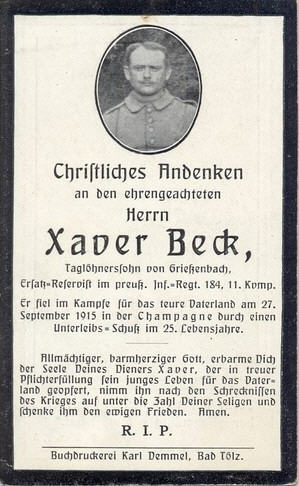 Christliches Andenken
an den ehrengeachteten
Herrn
Xaver Beck,
Taglöhnerssohn von Grießenbach,
Ersatz=Reservist im preuß. Inf.=Regt. 184, 11. Komp.
Er fiel im Kampfe für das teure Vaterland am 27.
September 1915 in der Champagne durch einen
Unterleibs=Schuß im 25. Lebensjahre.
Allmächtiger, barmherziger Gott, erbarme Dich
der Seele Deines Dieners Xaver, der in treuer
Pflichterfüllung sein junges Leben für das Vater-
land geopfert, nimm ihn nach den Schrecknissen
des Krieges auf unter die Zahl Deiner Seligen und
schenke ihm den ewigen Frieden. Amen.
R. I. P.
Buchdruckerei Karl Demmel, Bad Tölz.